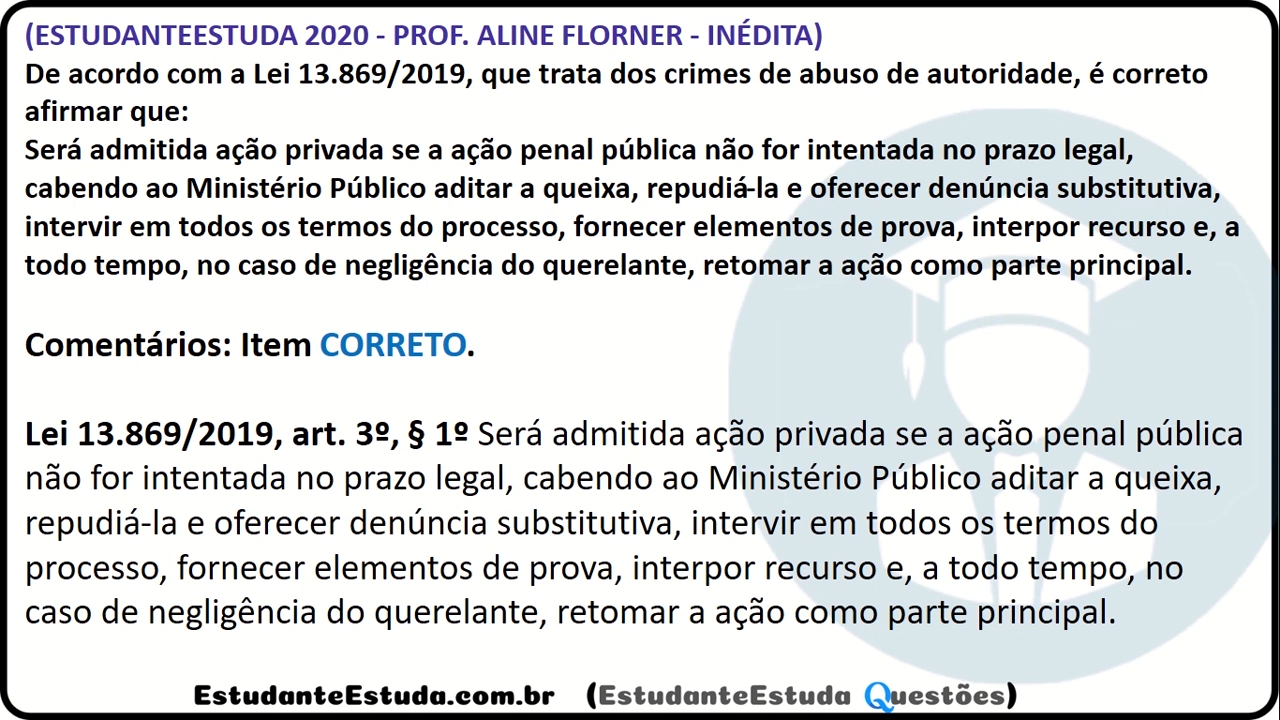 (ESTUDANTEESTUDA 2020 - PROF. ALINE FLORNER - INÉDITA)
De acordo com a Lei 13.869/2019, que trata dos crimes de abuso de autoridade, é correto
afirmar que:
Será admitida ação privada se a ação penal pública não for intentada no prazo legal,
cabendo ao Ministério Público aditar a queixa, repudiá-la e oferecer denúncia substitutiva,
intervir em todos os termos do processo, fornecer elementos de prova, interpor recurso e, a
todo tempo, no caso de negligência do querelante, retomar a ação como parte principal.
Comentários: Item CORRETO.
Lei 13.869/2019, art. 3º, § 1º Será admitida ação privada se a ação penal pública
não for intentada no prazo legal, cabendo ao Ministério Público aditar a queixa,
repudiá-la e oferecer denúncia substitutiva, intervir em todos os termos do
processo, fornecer elementos de prova, interpor recurso e, a todo tempo, no
caso de negligência do querelante, retomar a ação como parte principal.
EstudanteEstuda.com.br (EstudanteEstuda Questões)